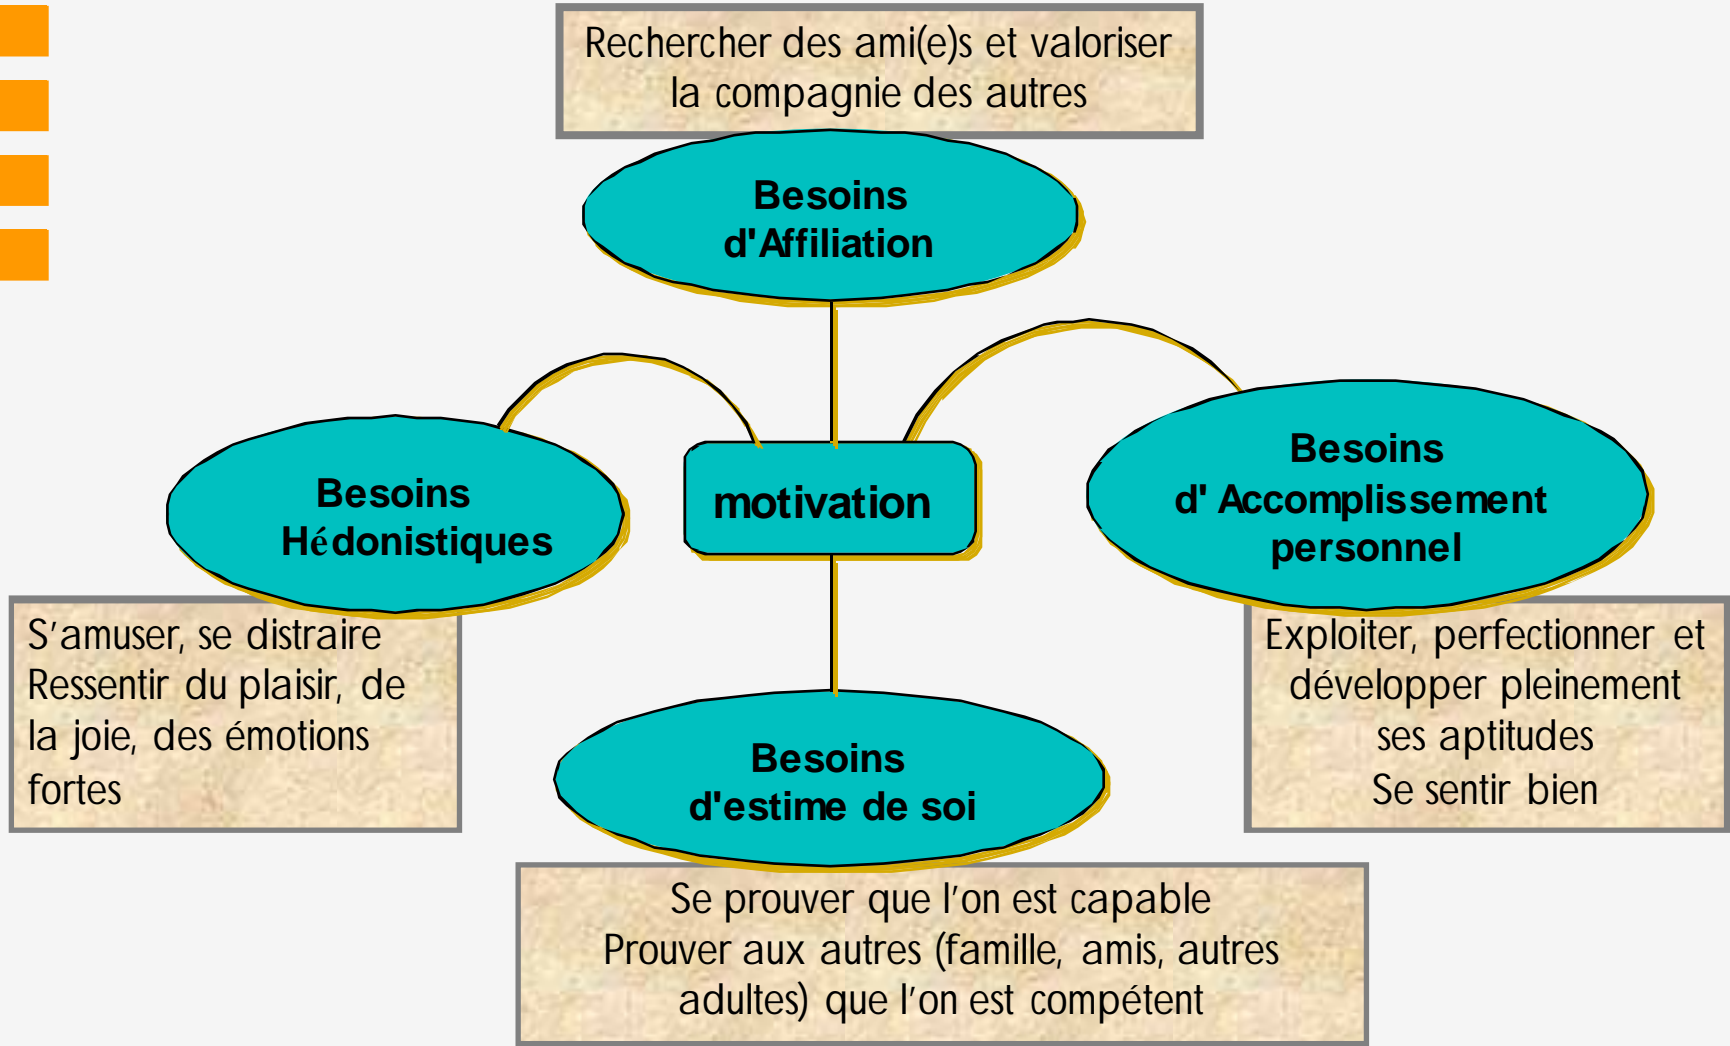 Rechercher des ami(e)s et valoriser
la compagnie des autres
Besoins
d'Affiliation
Besoins
Hédonistiques
motivation
Besoins
d' Accomplissement
personnel
S’amuser, se distraire
Ressentir du plaisir, de
la joie, des émotions
fortes
Exploiter, perfectionner et
développer pleinement
ses aptitudes
Se sentir bien
Besoins
d'estime de soi
Se prouver que l’on est capable
Prouver aux autres (famille, amis, autres
adultes) que l’on est compétent